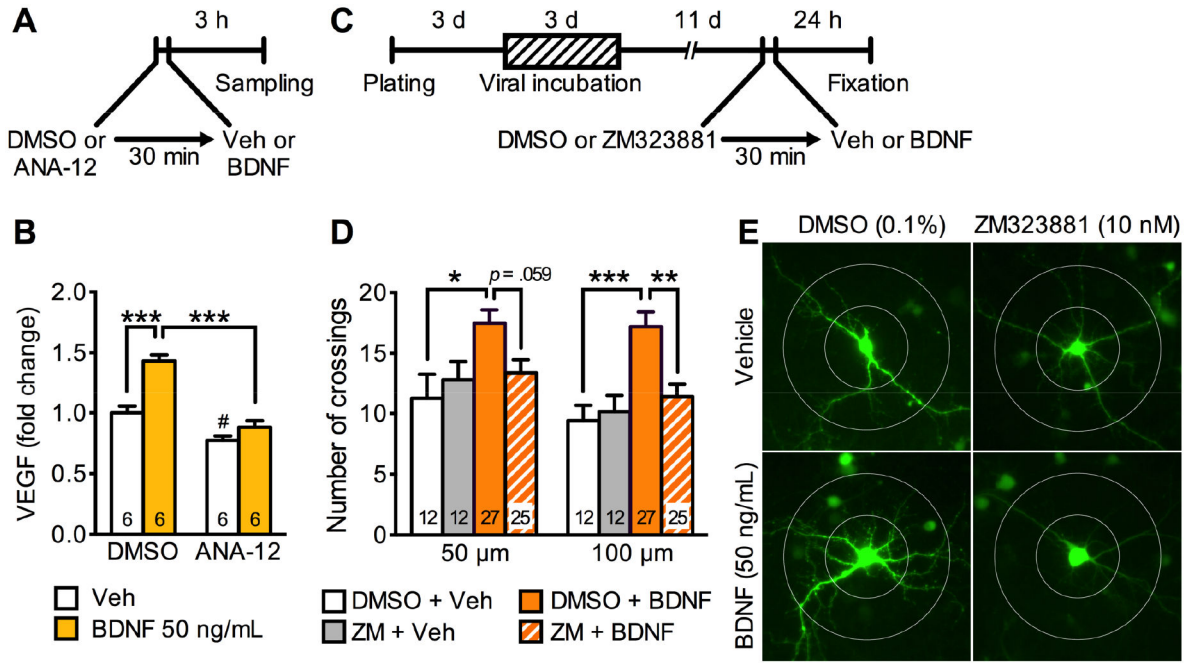 A
3 h
Sampling
DMSO or
ANA-12
30 min
Veh or
BDNF
C
3 d
3 d
11 d
24 h
Plating
Viral incubation
Fixation
DMSO or ZM323881
30 min
Veh or BDNF
B
VEGF (fold change)
2.0
1.5
1.0
0.5
0.0
***
***
#
6
6
6
6
DMSO
ANA-12
Veh
BDNF 50 ng/mL
D
Number of crossings
20
15
10
5
0
*
p = .059
***
**
12
12
27
25
12
12
27
25
50 µm
100 µm
DMSO + Veh
DMSO + BDNF
ZM + Veh
ZM + BDNF
E
DMSO (0.1%)
ZM323881 (10 nM)
Vehicle
BDNF (50 ng/mL)